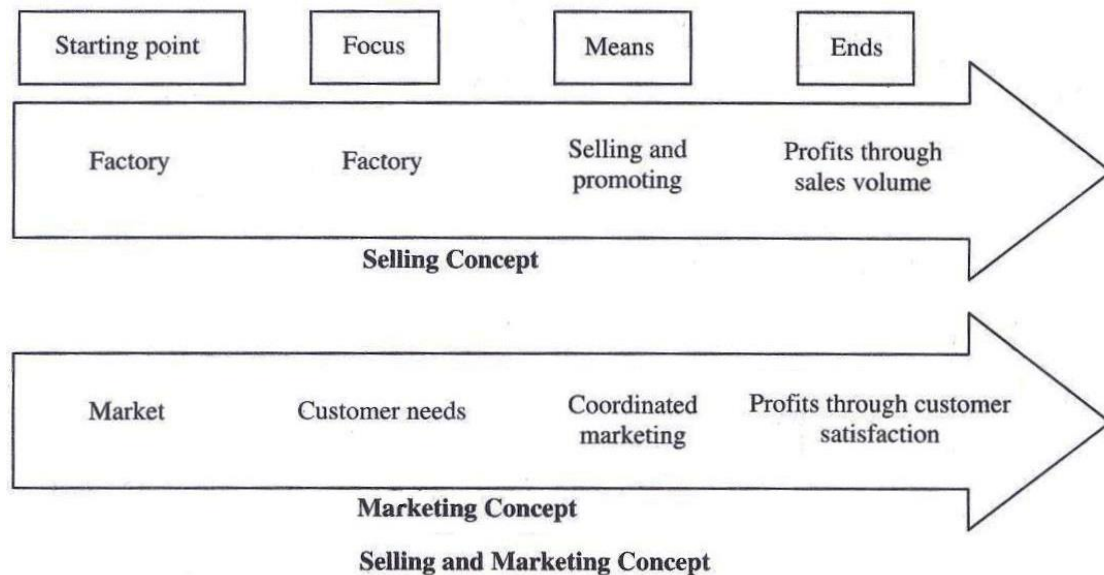 Starting point Focus Means Ends
Factory Factory Selling and promoting Profits through sales volume
Selling Concept
Market Customer needs Coordinated marketing Profits through customer satisfaction
Marketing Concept
Selling and Marketing Concept